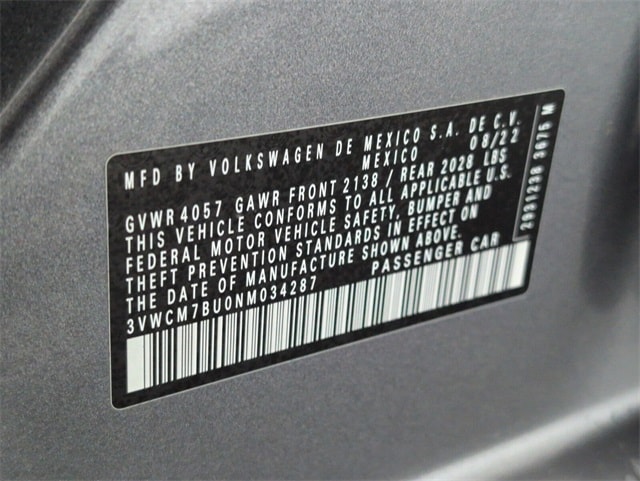 MFD BY VOLKSWAGEN DE MEXICO S.A. DE C.V.
MEXICO 08/22
GVWR 4057 GAWR FRONT 2138 / REAR 2028 LBS
THIS VEHICLE CONFORMS TO ALL APPLICABLE U.S.
FEDERAL MOTOR VEHICLE SAFETY, BUMPER AND
THEFT PREVENTION STANDARDS IN EFFECT ON
THE DATE OF MANUFACTURE SHOWN ABOVE.
3VWCM7BU0NM034287 PASSENGER CAR
3676 M